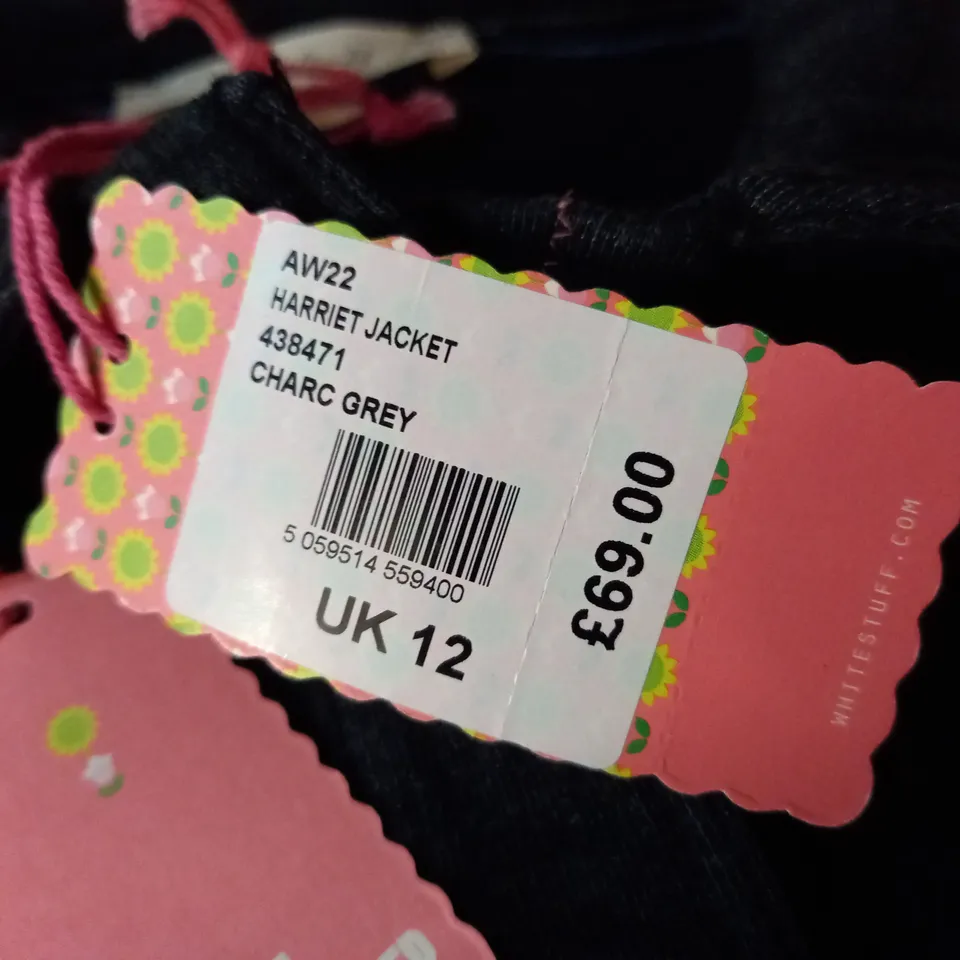 AW22
HARRIET JACKET
438471
CHARC GREY
5 059514 559400
UK 12
£69.00
WHITESTUFF.COM